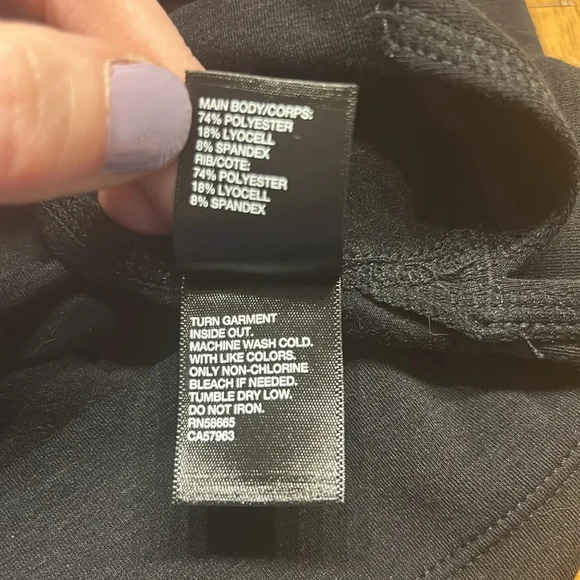 MAIN BODY/CORPS:
74% POLYESTER
18% LYOCELL
8% SPANDEX
RIB/COTE:
74% POLYESTER
18% LYOCELL
8% SPANDEX
TURN GARMENT
INSIDE OUT.
MACHINE WASH COLD.
WITH LIKE COLORS.
ONLY NON-CHLORINE
BLEACH IF NEEDED.
TUMBLE DRY LOW.
DO NOT IRON.
RN58665
CA57963